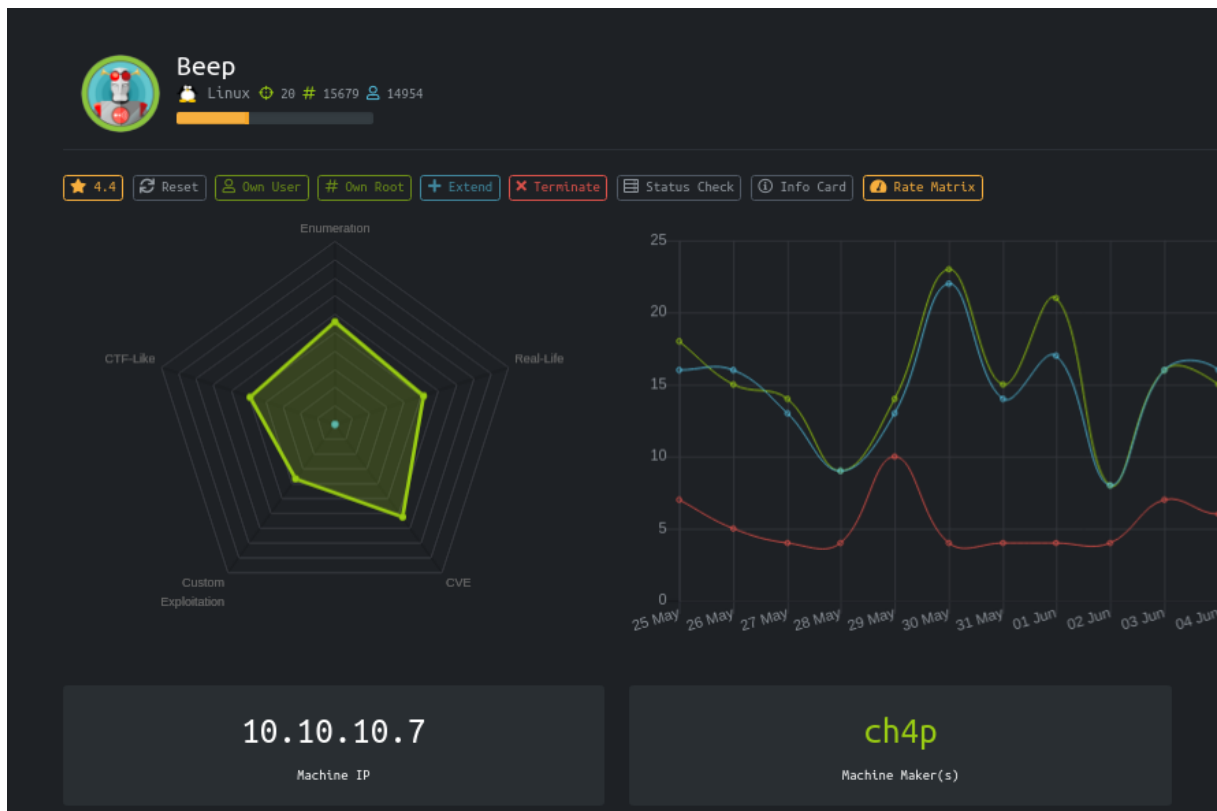 Beep
Linux 20 # 15679 14954
4.4 Reset Own User # Own Root Extend Terminate Status Check Info Card Rate Matrix
Enumeration
CTF-Like
Real-Life
Custom
Exploitation
CVE
25
20
15
10
5
0
25 May 26 May 27 May 28 May 29 May 30 May 31 May 01 Jun 02 Jun 03 Jun 04 Jun
10.10.10.7
Machine IP
ch4p
Machine Maker(s)